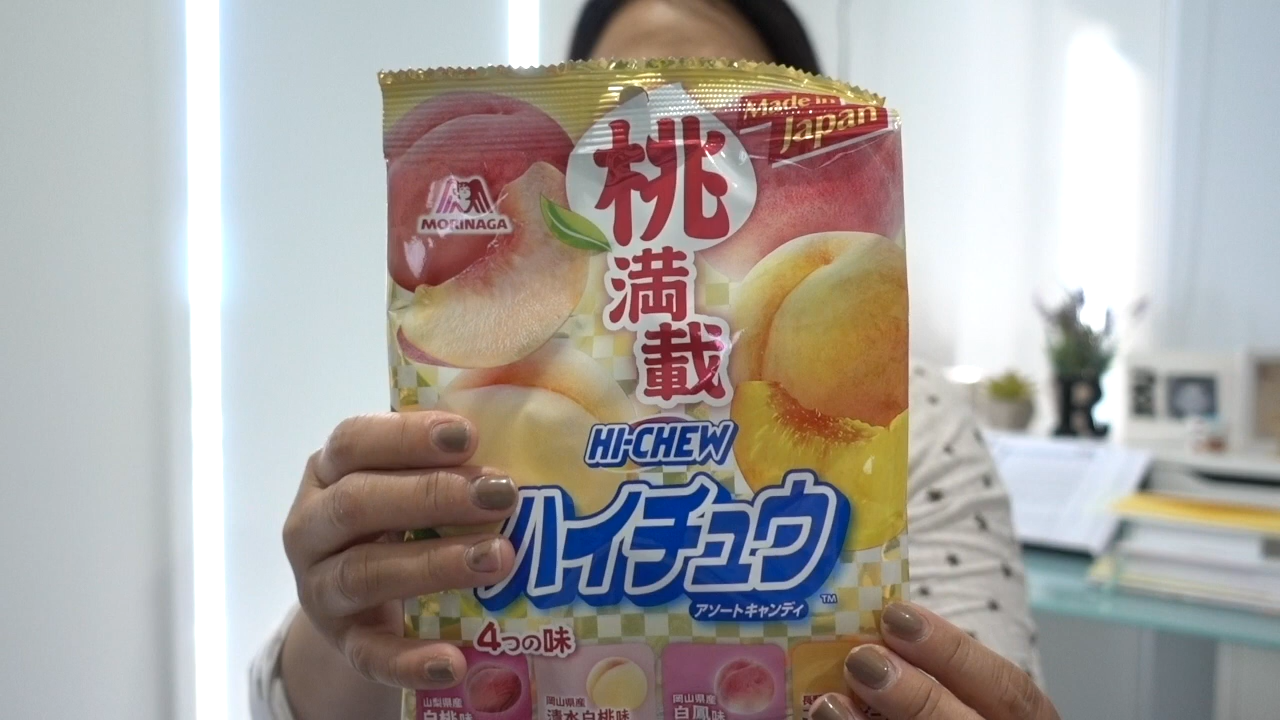 Made in
Japan
桃
満
載
MORINAGA
HI-CHEW
ハイチュウ
アソートキャンディ
TM
4つの味
山梨県産
白桃味
岡山県産
清水白桃味
岡山県産
白鳳味